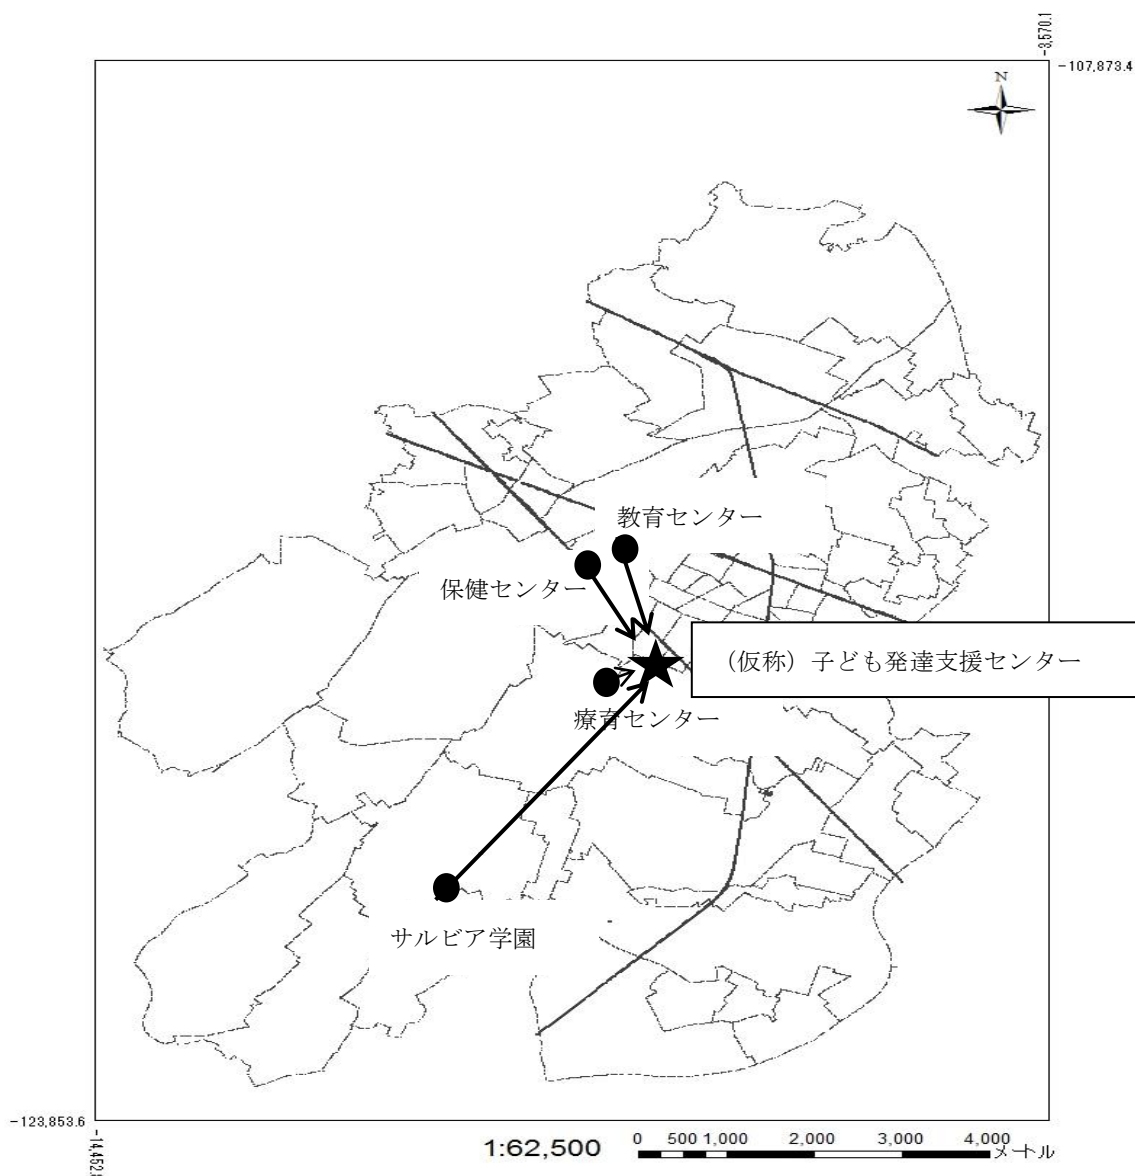 -3,570.1
-107,873.4
N
教育センター
保健センター
（仮称）子ども発達支援センター
療育センター
サルビア学園
-123,853.6
1:62,500
0 500 1,000 2,000 3,000 4,000
メートル